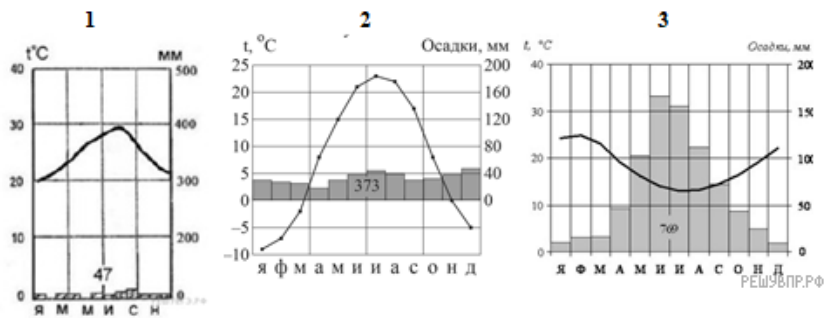 1 2 3
t°C мм
40 500
30 400
20 300
10 200
0 0
47
Я М М И С Н
t, °C Осадки, мм
25 200
20 160
15 120
10 80
5 40
0 0
−5
−10
373
я ф м а м и и а с о н д
t, °C Осадки, мм
40
30 150
20 100
10 50
0 0
769
Я Ф М А М И И А С О Н Д
РЕШУВПР.РФ